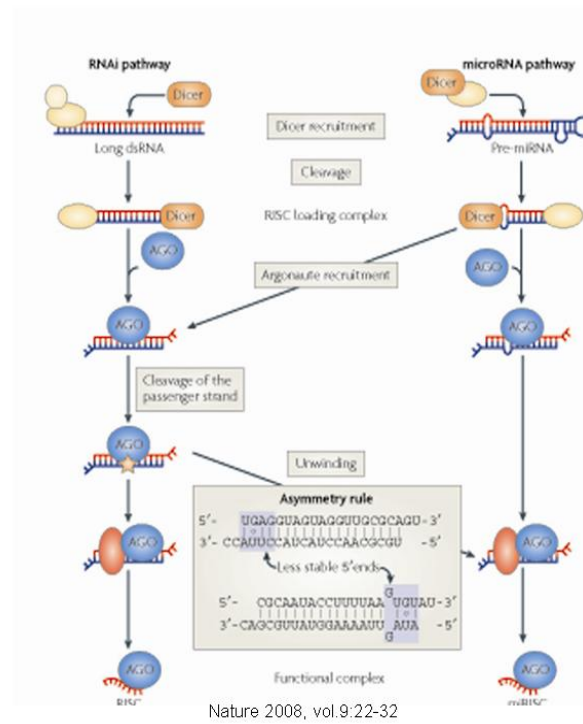 RNAi pathway
microRNA pathway
Dicer
Dicer
Dicer recruitment
Long dsRNA
Pre-miRNA
Cleavage
Dicer
RISC loading complex
Dicer
AGO
Argonaute recruitment
AGO
AGO
AGO
Cleavage of the
passenger strand
AGO
Unwinding
Asymmetry rule
5'- UGAGGUAGUAGGUUGCGCAGU-3'
3'- CCAUUCCAUCAUCCAACGCGU -5'
AGO
AGO
Less stable 5'ends
G
5'- CGCAAUACCUUUUAA UGUAU-3'
3'-CAGCGUUAUGGAAAAUU AUA -5'
G
Functional complex
AGO
AGO
RISC
miRISC
Nature 2008, vol.9:22-32